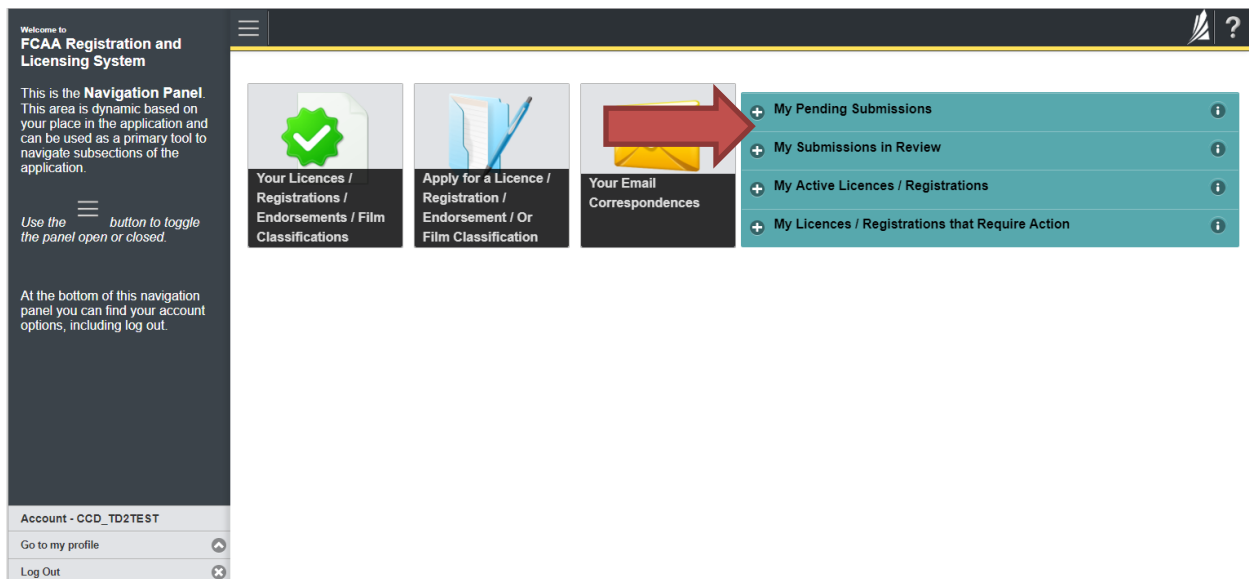 Welcome to
FCAA Registration and
Licensing System
This is the Navigation Panel.
This area is dynamic based on
your place in the application and
can be used as a primary tool to
navigate subsections of the
application.
Use the button to toggle
the panel open or closed.
At the bottom of this navigation
panel you can find your account
options, including log out.
Account - CCD_TD2TEST
Go to my profile
Log Out
?
Your Licences /
Registrations /
Endorsements / Film
Classifications
Apply for a Licence /
Registration /
Endorsement / Or
Film Classification
Your Email
Correspondences
My Pending Submissions
My Submissions in Review
My Active Licences / Registrations
My Licences / Registrations that Require Action